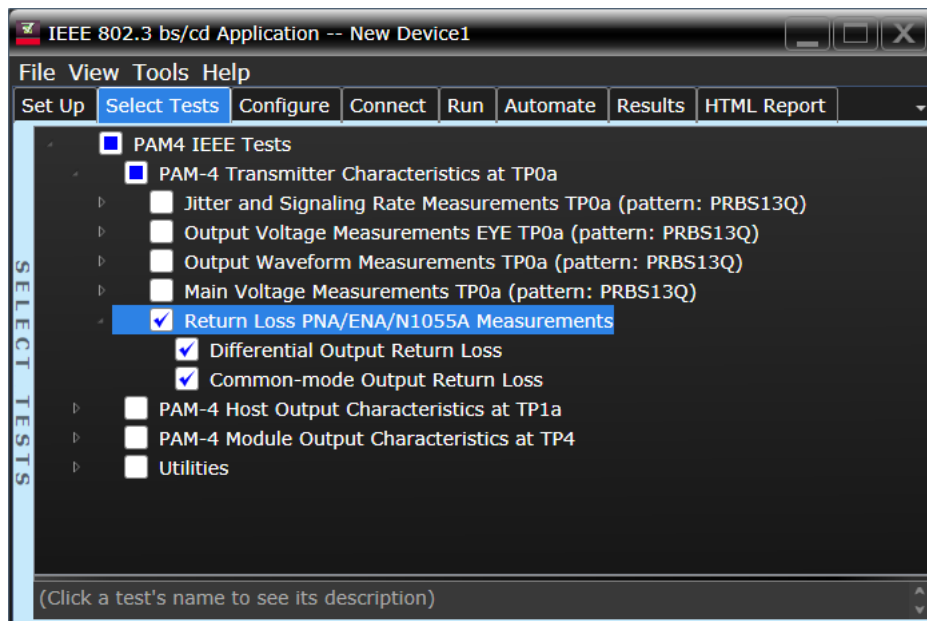 IEEE 802.3 bs/cd Application -- New Device1
File View Tools Help
Set Up Select Tests Configure Connect Run Automate Results HTML Report
SELECT TESTS
PAM4 IEEE Tests
PAM-4 Transmitter Characteristics at TP0a
Jitter and Signaling Rate Measurements TP0a (pattern: PRBS13Q)
Output Voltage Measurements EYE TP0a (pattern: PRBS13Q)
Output Waveform Measurements TP0a (pattern: PRBS13Q)
Main Voltage Measurements TP0a (pattern: PRBS13Q)
Return Loss PNA/ENA/N1055A Measurements
Differential Output Return Loss
Common-mode Output Return Loss
PAM-4 Host Output Characteristics at TP1a
PAM-4 Module Output Characteristics at TP4
Utilities
(Click a test's name to see its description)